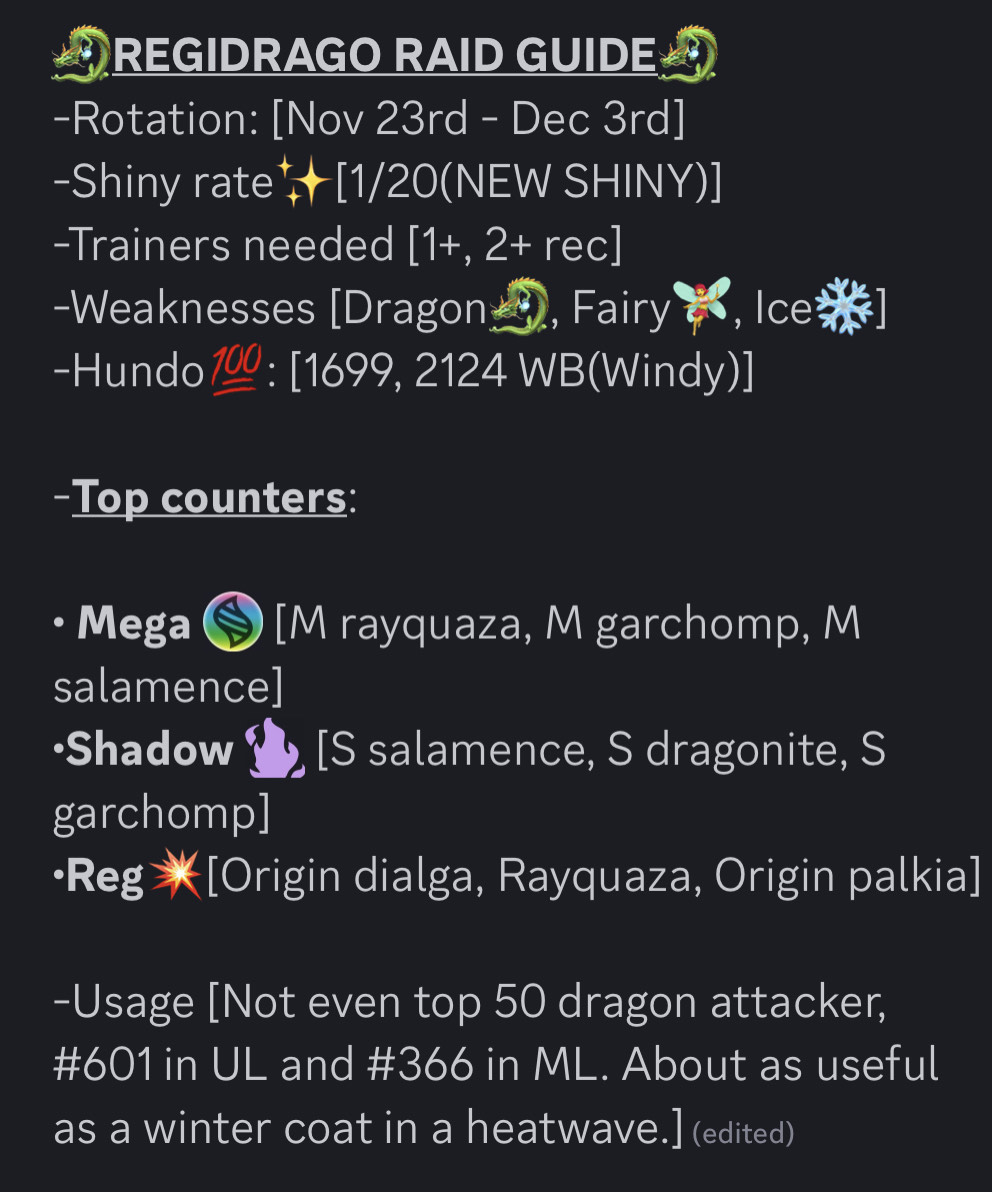 🐉REGIDRAGO RAID GUIDE🐉
-Rotation: [Nov 23rd - Dec 3rd]
-Shiny rate✨[1/20(NEW SHINY)]
-Trainers needed [1+, 2+ rec]
-Weaknesses [Dragon🐉, Fairy🧚, Ice❄️]
-Hundo💯: [1699, 2124 WB(Windy)]
-Top counters:
• Mega [M rayquaza, M garchomp, M
salamence]
•Shadow [S salamence, S dragonite, S
garchomp]
•Reg💥[Origin dialga, Rayquaza, Origin palkia]
-Usage [Not even top 50 dragon attacker,
#601 in UL and #366 in ML. About as useful
as a winter coat in a heatwave.] (edited)